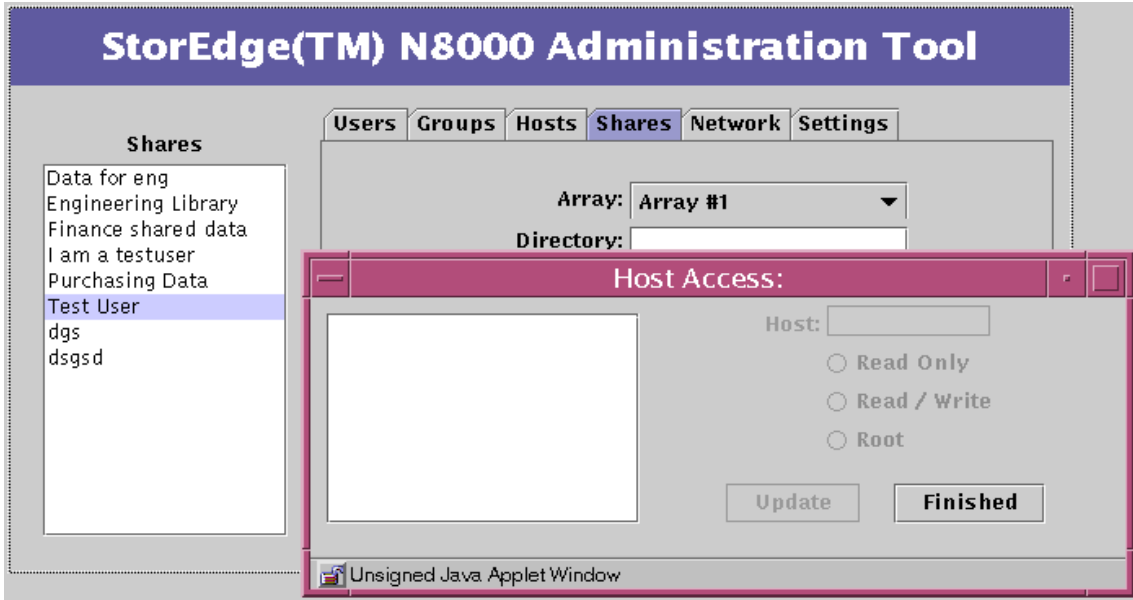 StorEdge(TM) N8000 Administration Tool
Users Groups Hosts Shares Network Settings
Shares
Data for eng
Engineering Library
Finance shared data
I am a testuser
Purchasing Data
Test User
dgs
dsgsd
Array: Array #1
Directory:
Host Access:
Host:
Read Only
Read / Write
Root
Update Finished
Unsigned Java Applet Window